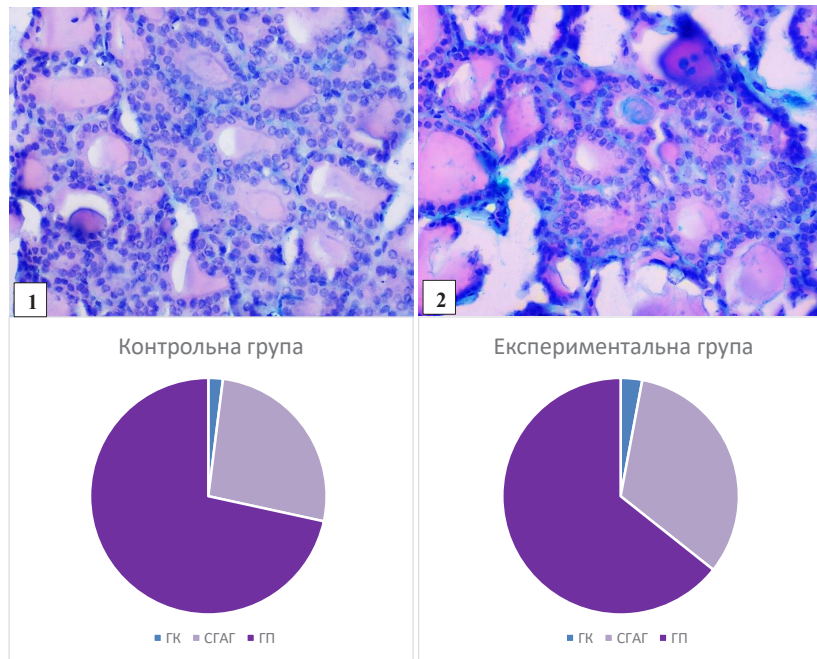 1
2
Контрольна група
Експериментальна група
ГК СГАГ ГП
ГК СГАГ ГП